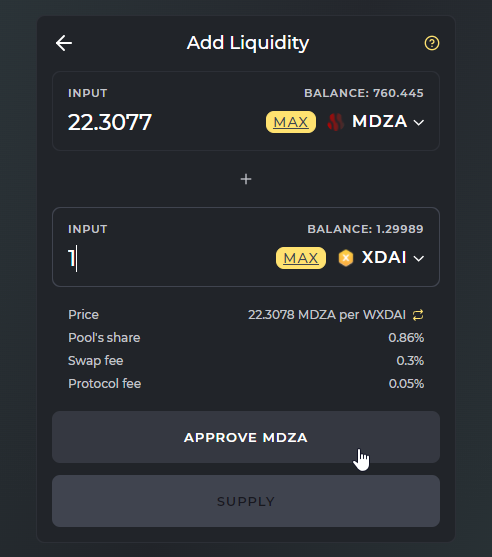 Add Liquidity
?
INPUT BALANCE: 760.445
22.3077 MAX MDZA
+
INPUT BALANCE: 1.29989
1 MAX XDAI
Price 22.3078 MDZA per WXDAI
Pool's share 0.86%
Swap fee 0.3%
Protocol fee 0.05%
APPROVE MDZA
SUPPLY